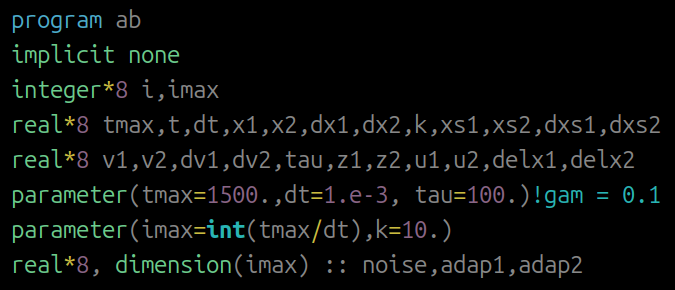 program ab
implicit none
integer*8 i,imax
real*8 tmax,t,dt,x1,x2,dx1,dx2,k,xs1,xs2,dxs1,dxs2
real*8 v1,v2,dv1,dv2,tau,z1,z2,u1,u2,delx1,delx2
parameter(tmax=1500.,dt=1.e-3, tau=100.)!gam = 0.1
parameter(imax=int(tmax/dt),k=10.)
real*8, dimension(imax) :: noise,adap1,adap2